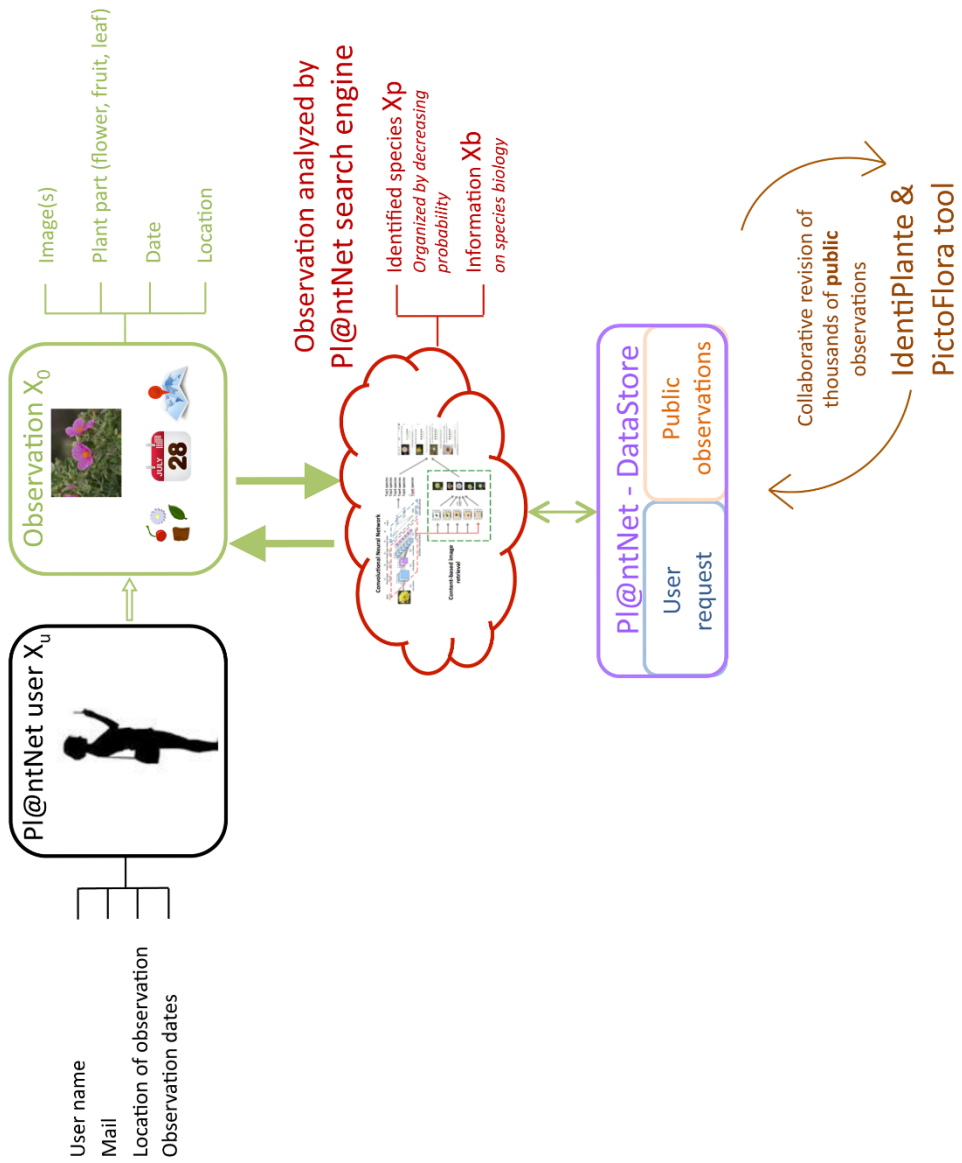 Pl@ntNet user Xu
User name
Mail
Location of observation
Observation dates
Observation X0
JULY
28
Image(s)
Plant part (flower, fruit, leaf)
Date
Location
Observation analyzed by
Pl@ntNet search engine
Identified species Xp
Organized by decreasing
probability
Information Xb
on species biology
Convolutional Neural Network
Content-based image
retrieval
Pl@ntNet - DataStore
User
request
Public
observations
Collaborative revision of
thousands of public
observations
IdentiPlante &
PictoFlora tool